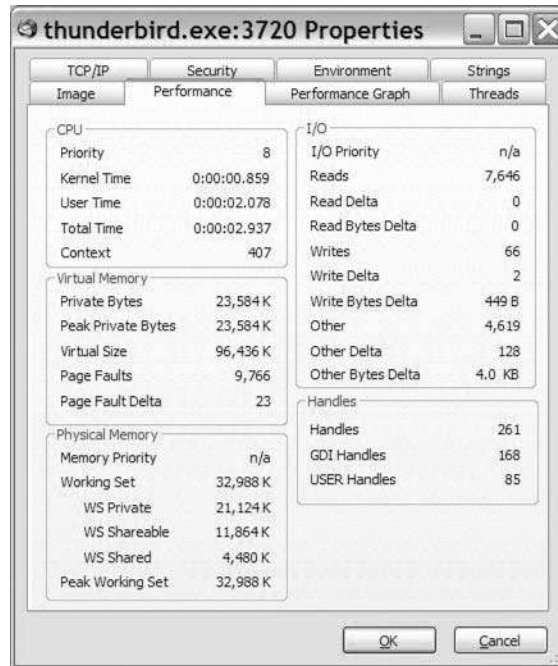 thunderbird.exe:3720 Properties
TCP/IP Security Environment Strings
Image Performance Performance Graph Threads
CPU
Priority 8
Kernel Time 0:00:00.859
User Time 0:00:02.078
Total Time 0:00:02.937
Context 407
Virtual Memory
Private Bytes 23,584 K
Peak Private Bytes 23,584 K
Virtual Size 96,436 K
Page Faults 9,766
Page Fault Delta 23
Physical Memory
Memory Priority n/a
Working Set 32,988 K
WS Private 21,124 K
WS Shareable 11,864 K
WS Shared 4,480 K
Peak Working Set 32,988 K
I/O
I/O Priority n/a
Reads 7,646
Read Delta 0
Read Bytes Delta 0
Writes 66
Write Delta 2
Write Bytes Delta 449 B
Other 4,619
Other Delta 128
Other Bytes Delta 4.0 KB
Handles
Handles 261
GDI Handles 168
USER Handles 85
OK Cancel